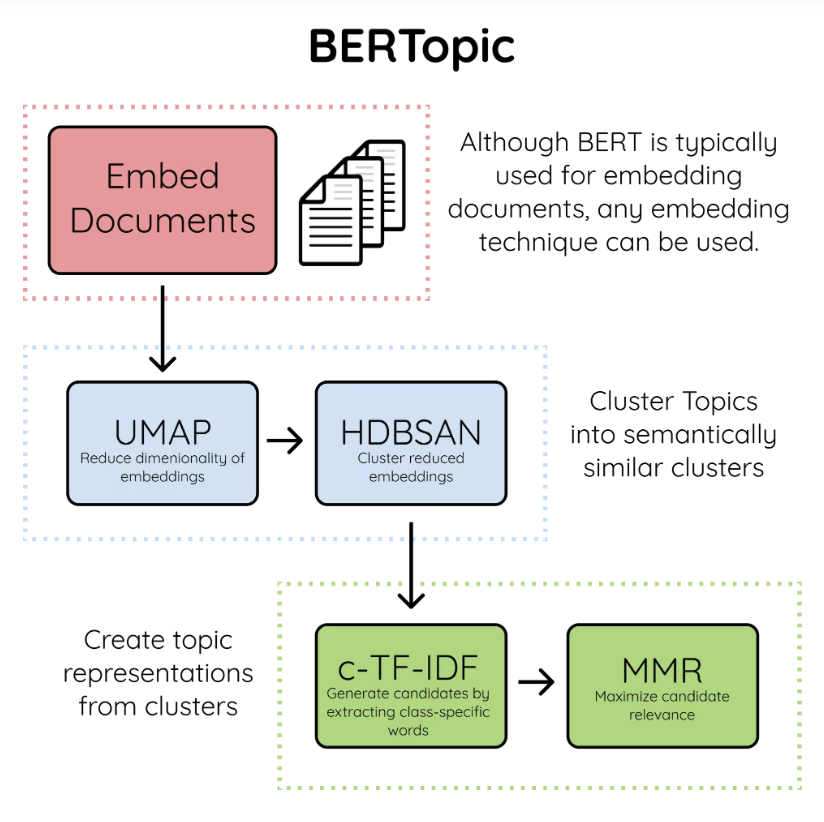 BERTopic
Embed
Documents
Although BERT is typically
used for embedding
documents, any embedding
technique can be used.
UMAP
Reduce dimenionality of
embeddings
HDBSAN
Cluster reduced
embeddings
Cluster Topics
into semantically
similar clusters
Create topic
representations
from clusters
c-TF-IDF
Generate candidates by
extracting class-specific
words
MMR
Maximize candidate
relevance